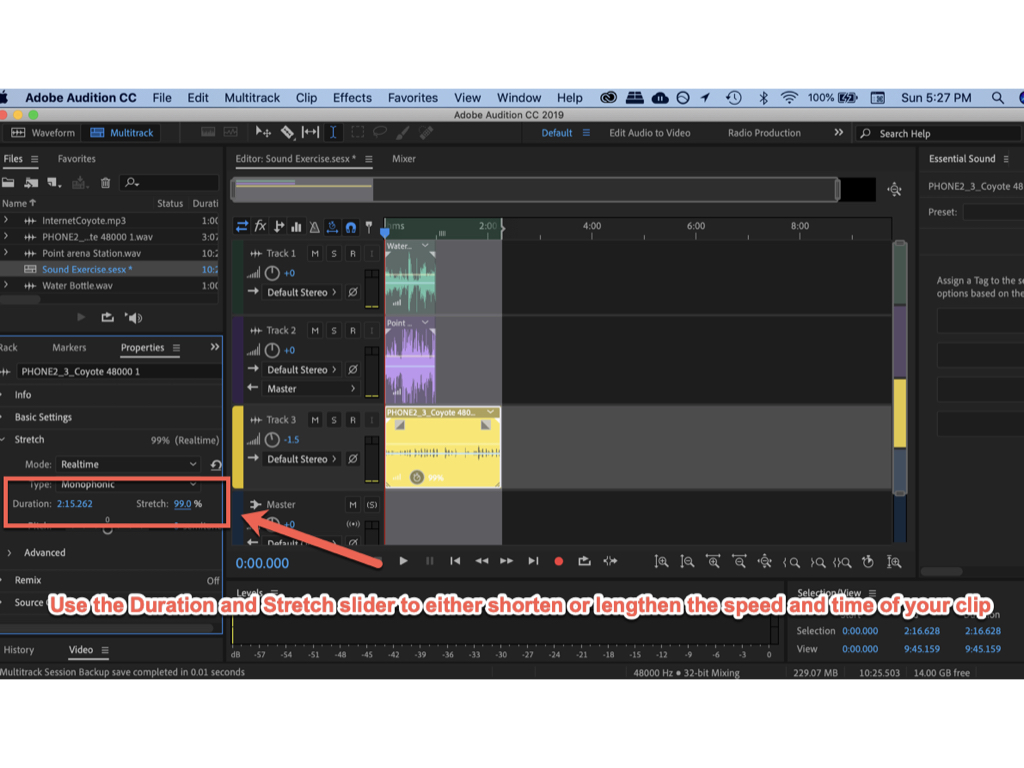 Adobe Audition CC File Edit Multitrack Clip Effects Favorites View Window Help 100% Sun 5:27 PM
Adobe Audition CC 2019
Waveform Multitrack Default Edit Audio to Video Radio Production Search Help
Files Favorites Editor: Sound Exercise.sesx * Mixer Essential Sound
PHONE2_3_Coyote 48
Name Status Durati
Preset:
InternetCoyote.mp3 1:00
PHONE2_...te 48000 1.wav 3:07
Point arena Station.wav 10:2
Sound Exercise.sesx * 10:2
Water Bottle.wav 1:00
hms 2:00 4:00 6:00 8:00
Track 1 M S R I
+0
Default Stereo
Water...
Assign a Tag to the se
options based on the
Track 2 M S R I
+0
Default Stereo
Master
Point ...
Rack Markers Properties
PHONE2_3_Coyote 48000 1
Info
Basic Settings
Stretch 99% (Realtime)
Mode: Realtime
Type: Monophonic
Duration: 2:15.262 Stretch: 99.0 %
Pitch: 0
Advanced
Remix Off
Source
Track 3 M S R I
-1.5
Default Stereo
PHONE2_3_Coyote 480...
99%
Master M (S)
+0
Default
0:00.000
Use the Duration and Stretch slider to either shorten or lengthen the speed and time of your clip
Levels
Selection/View
Start
Selection 0:00.000 2:16.628 2:16.628
View 0:00.000 9:45.159 9:45.159
dB -57 -54 -51 -48 -45 -42 -39 -36 -33 -30 -27 -24 -21 -18 -15 -12 -9 -6 -3 0
History Video
Multitrack Session Backup save completed in 0.01 seconds
48000 Hz ● 32-bit Mixing 229.07 MB 10:25.503 14.00 GB free